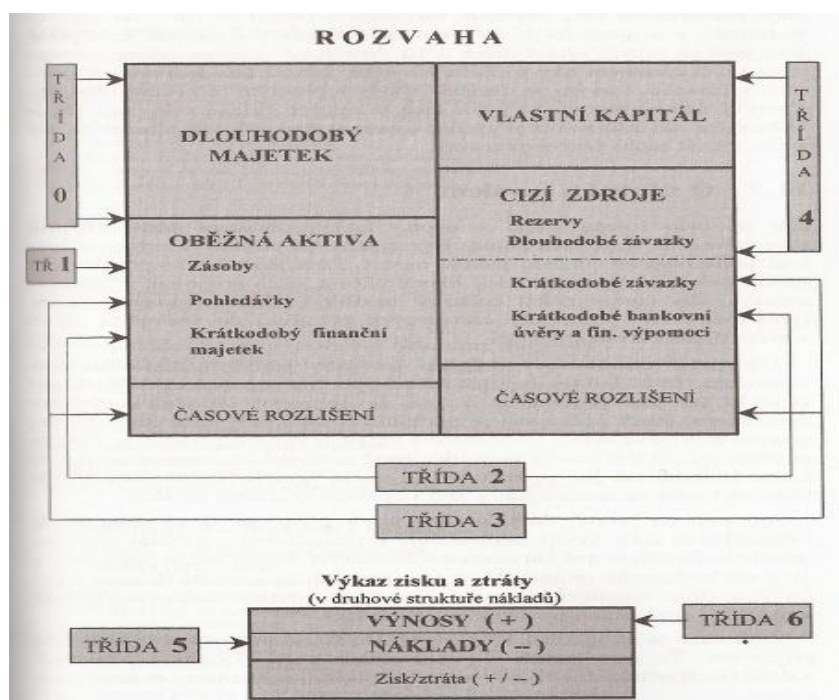 ROZVAHA
TŘÍDA 0
DLOUHODOBÝ
MAJETEK
OBĚŽNÁ AKTIVA
TŘ. 1
Zásoby
Pohledávky
Krátkodobý finanční
majetek
ČASOVÉ ROZLIŠENÍ
VLASTNÍ KAPITÁL
CIZÍ ZDROJE
Rezervy
Dlouhodobé závazky
Krátkodobé závazky
Krátkodobé bankovní
úvěry a fin. výpomoci
ČASOVÉ ROZLIŠENÍ
TŘÍDA 4
TŘÍDA 2
TŘÍDA 3
Výkaz zisku a ztráty
(v druhové struktuře nákladů)
VÝNOSY ( + )
NÁKLADY ( -- )
Zisk/ztráta ( + / -- )
TŘÍDA 5
TŘÍDA 6